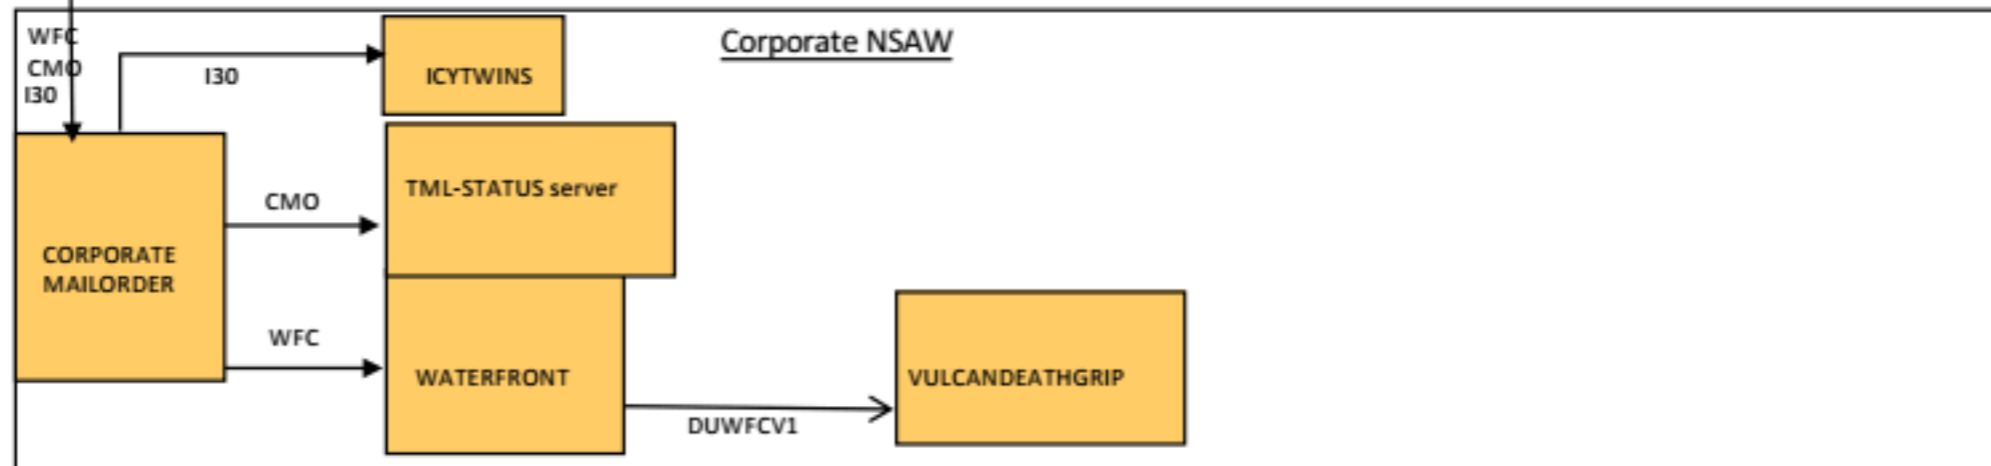 WFC
CMO
I30
I30
ICYTWINS
Corporate NSAW
TML-STATUS server
CMO
CORPORATE
MAILORDER
WFC
WATERFRONT
VULCANDEATHGRIP
DUWFCV1